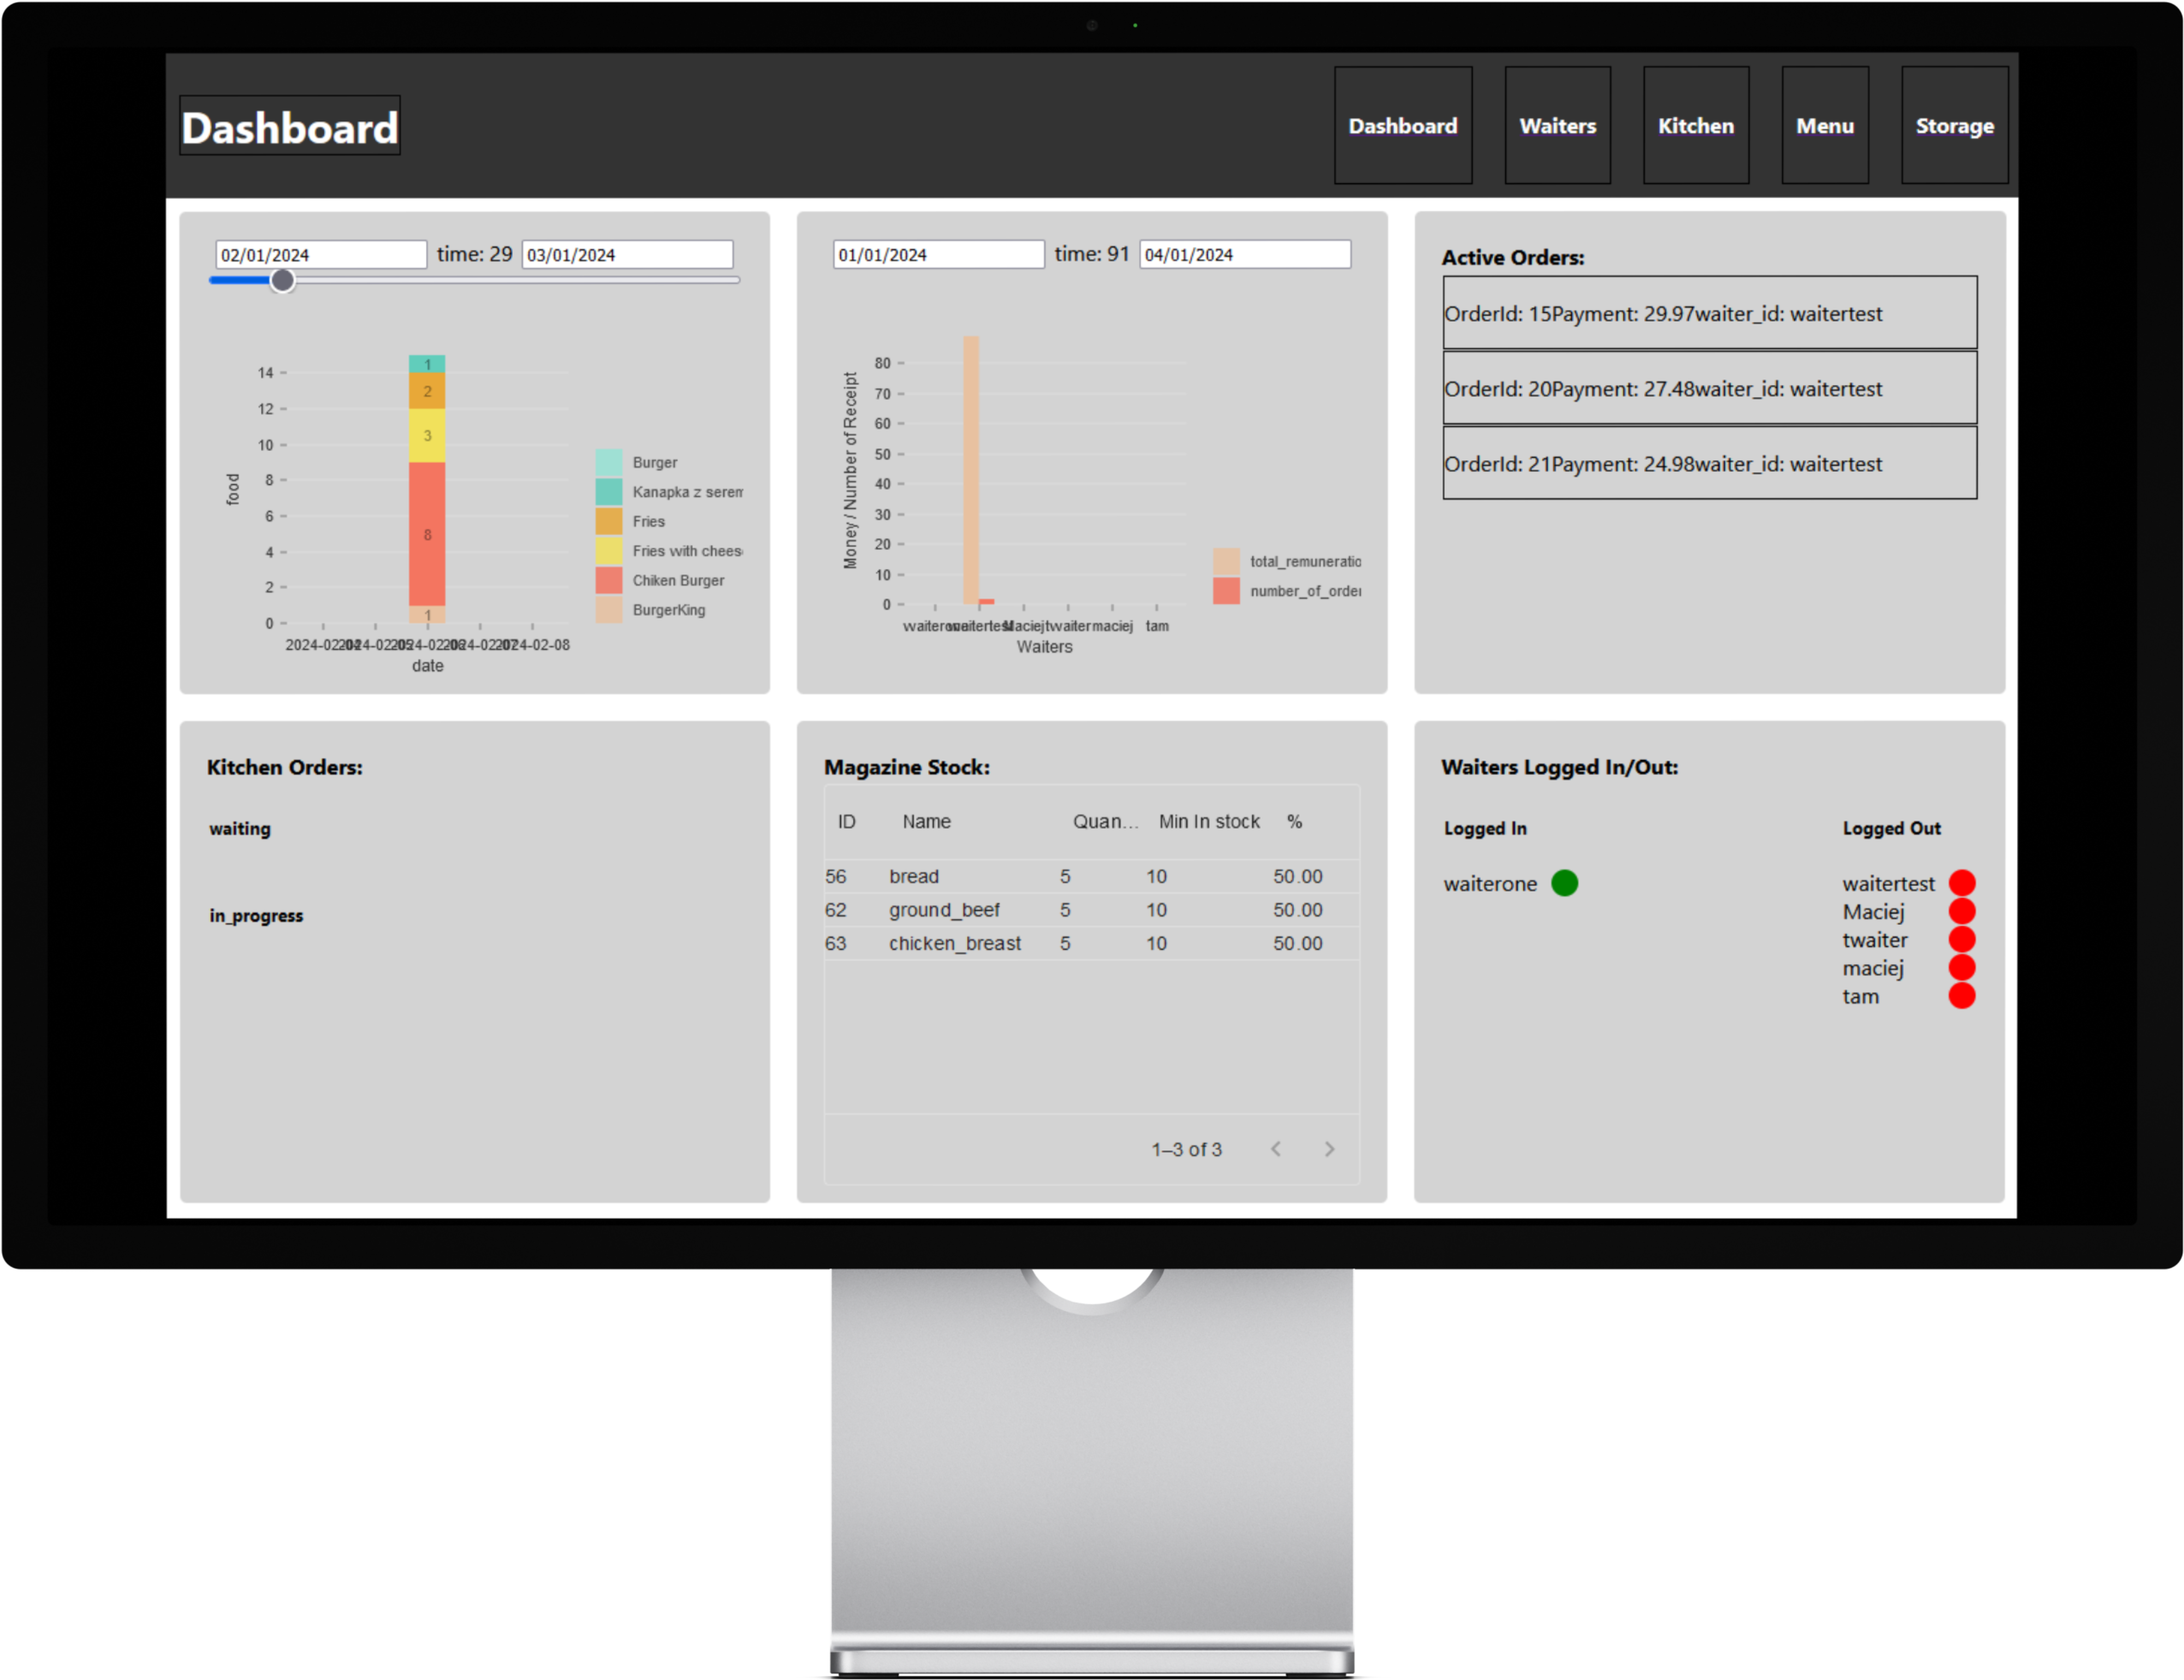 Dashboard
Dashboard Waiters Kitchen Menu Storage
02/01/2024 time: 29 03/01/2024
14
12
10
8
6
4
2
0
food
1
2
3
8
1
2024-02-04 2024-02-05 2024-02-06 2024-02-07 2024-02-08
date
Burger
Kanapka z serem
Fries
Fries with chees
Chiken Burger
BurgerKing
01/01/2024 time: 91 04/01/2024
Money / Number of Receipt
80
70
60
50
40
30
20
10
0
waiterone waitertest Maciej twaiter maciej tam
Waiters
total_remuneratio
number_of_order
Active Orders:
OrderId: 15Payment: 29.97waiter_id: waitertest
OrderId: 20Payment: 27.48waiter_id: waitertest
OrderId: 21Payment: 24.98waiter_id: waitertest
Kitchen Orders:
waiting
in_progress
Magazine Stock:
ID Name Quan... Min In stock %
56 bread 5 10 50.00
62 ground_beef 5 10 50.00
63 chicken_breast 5 10 50.00
1–3 of 3
Waiters Logged In/Out:
Logged In Logged Out
waiterone
waitertest
Maciej
twaiter
maciej
tam